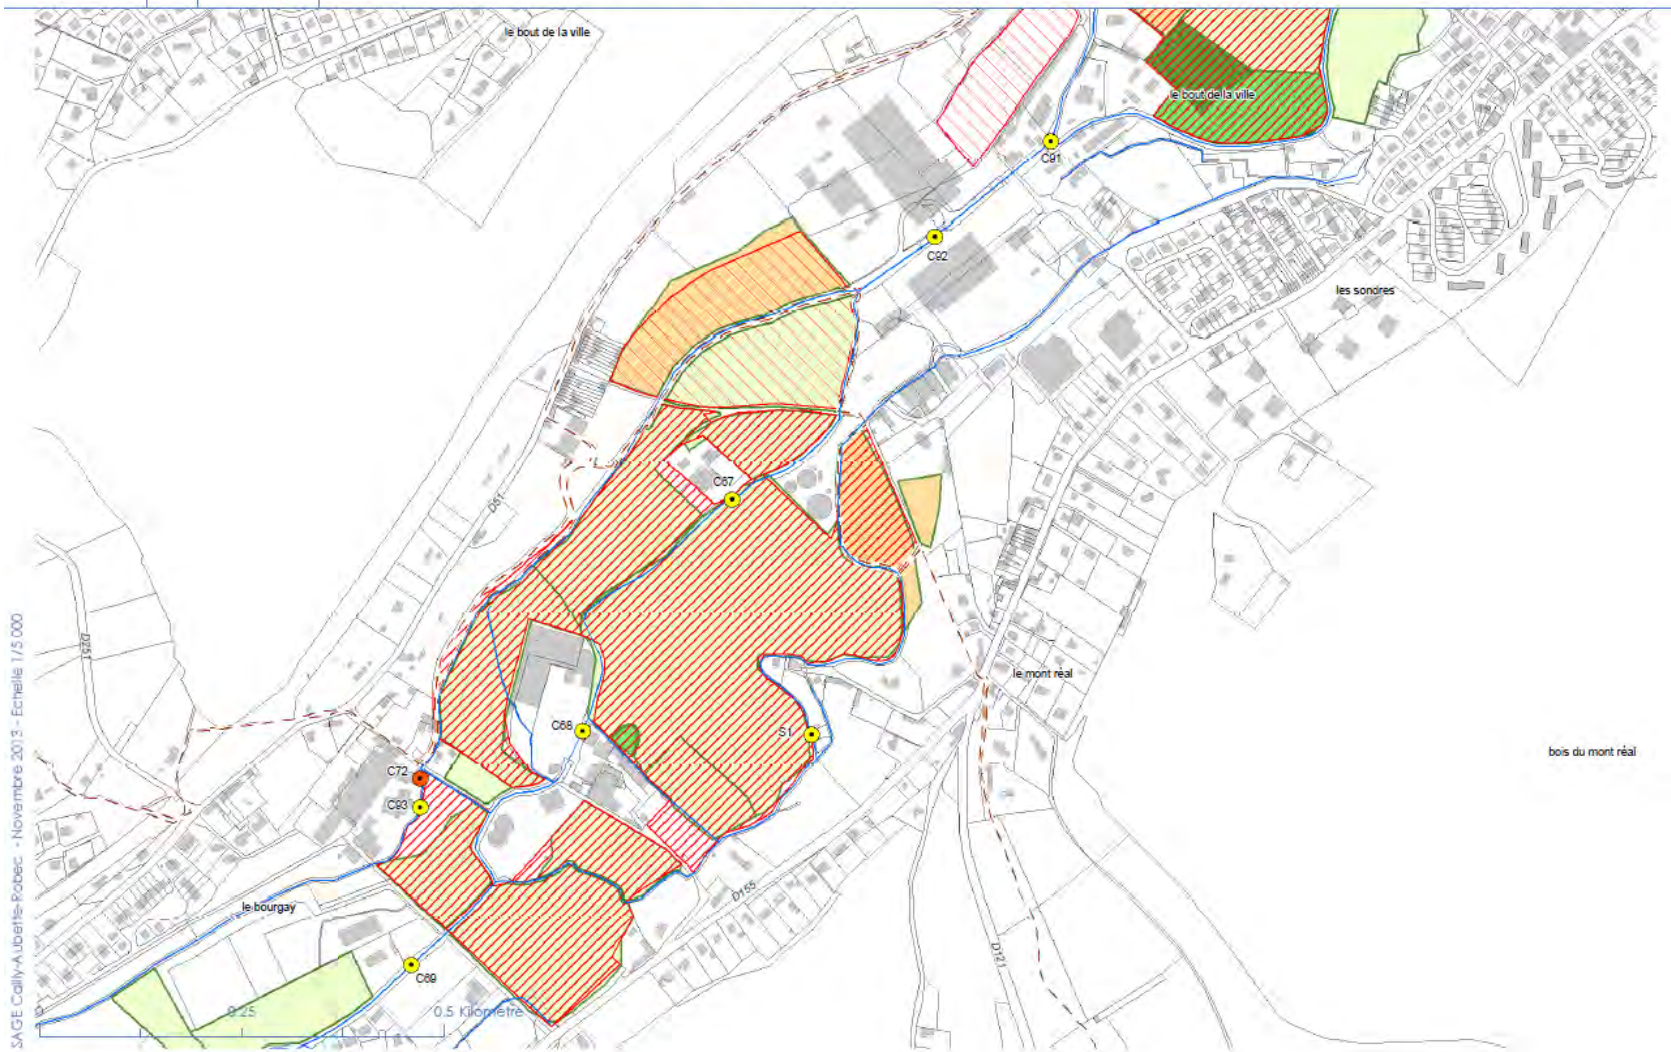 le bout de la ville
le bout de la ville
C91
C92
les sondres
C67
D51
D251
le mont réal
C68
S1
bois du mont réal
C72
C93
D155
le bourgay
D121
C69
0 0.25 0.5 Kilomètre
SAGE Cailly-Aubette-Robec - Novembre 2013 - Echelle 1/5 000